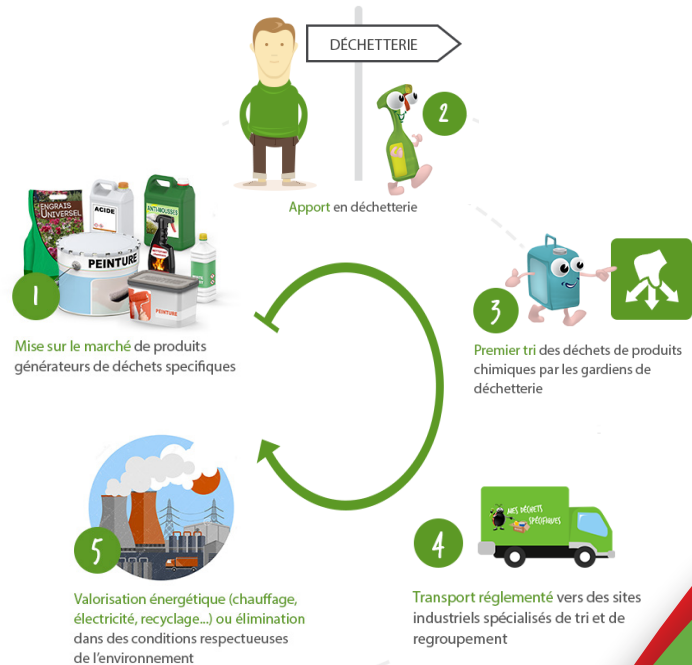 DÉCHETTERIE
2
Apport en déchetterie
ENGRAIS
UNIVERSEL
ACIDE
ANTI-MOUSSES
PEINTURE
PEINTURE
1
Mise sur le marché de produits
générateurs de déchets specifiques
3
Premier tri des déchets de produits
chimiques par les gardiens de
déchetterie
MES DÉCHETS
SPÉCIFIQUES
4
Transport réglementé vers des sites
industriels spécialisés de tri et de
regroupement
5
Valorisation énergétique (chauffage,
électricité, recyclage...) ou élimination
dans des conditions respectueuses
de l'environnement